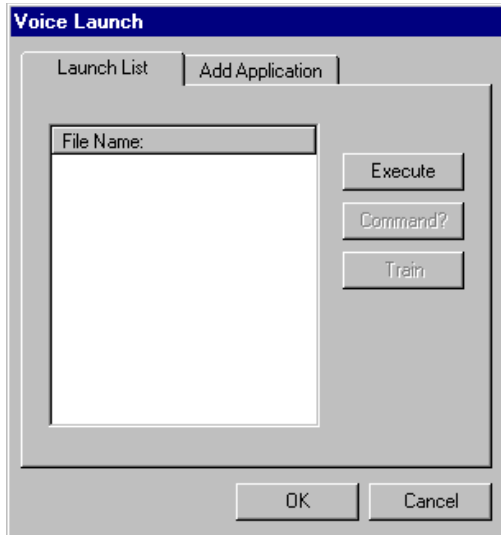 Voice Launch
Launch List
Add Application
File Name:
Execute
Command?
Train
OK
Cancel